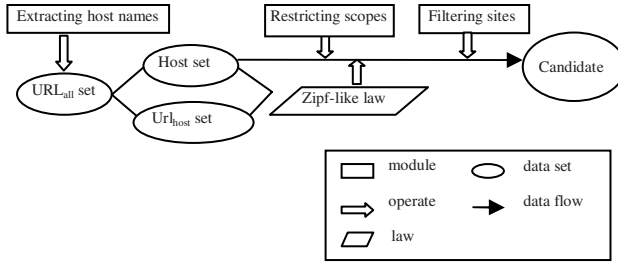 Extracting host names
Restricting scopes
Filtering sites
Host set
URLall set
Candidate
Zipf-like law
Urlhost set
module
data set
operate
data flow
law